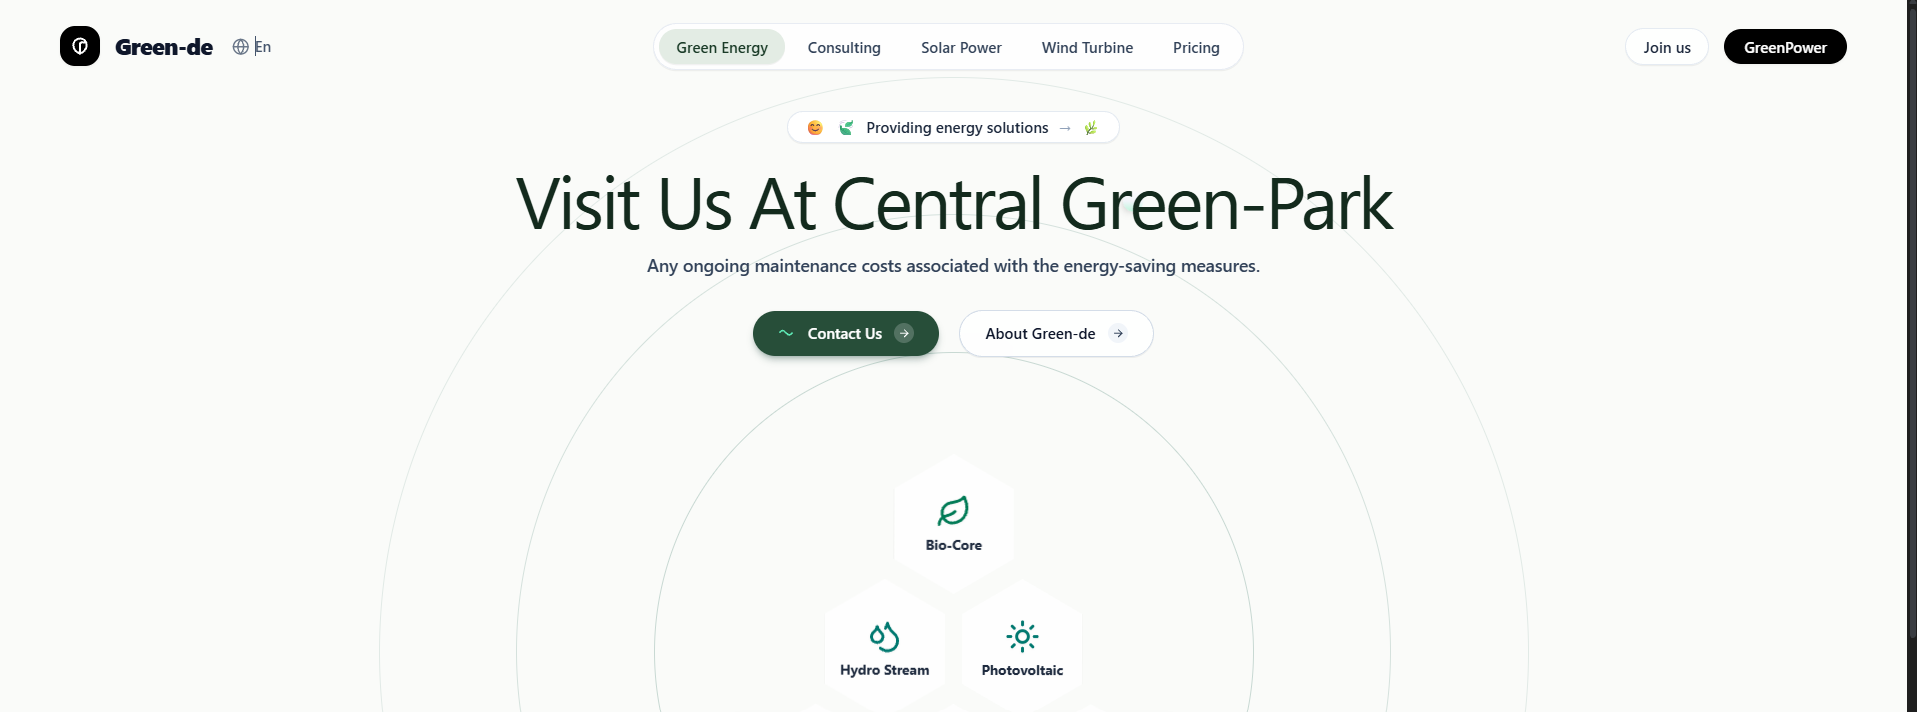 Green-de
En
Green Energy
Consulting
Solar Power
Wind Turbine
Pricing
Join us
GreenPower
Providing energy solutions →
Visit Us At Central Green-Park
Any ongoing maintenance costs associated with the energy-saving measures.
Contact Us
About Green-de
Bio-Core
Hydro Stream
Photovoltaic